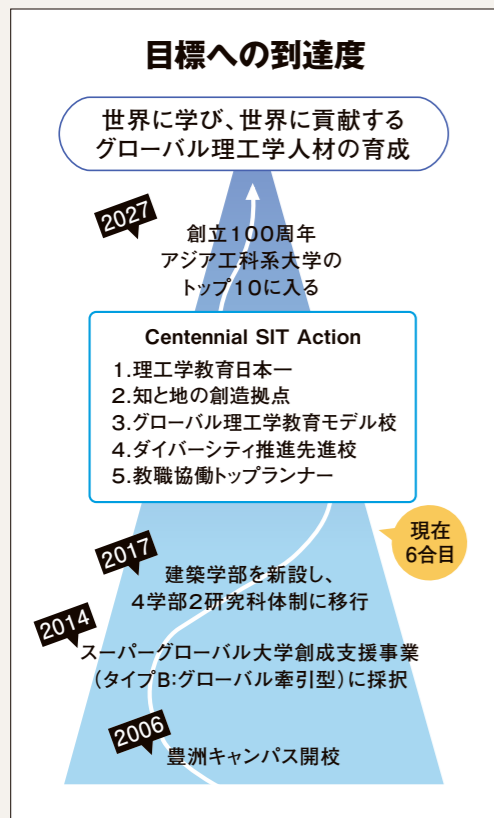 目標への到達度
世界に学び、世界に貢献する
グローバル理工学人材の育成
2027
創立100周年
アジア工科系大学の
トップ10に入る
Centennial SIT Action
1.理工学教育日本一
2.知と地の創造拠点
3.グローバル理工学教育モデル校
4.ダイバーシティ推進先進校
5.教職協働トップランナー
現在
6合目
2017
建築学部を新設し、
4学部2研究科体制に移行
2014
スーパーグローバル大学創成支援事業
(タイプB:グローバル牽引型)に採択
2006
豊洲キャンパス開校